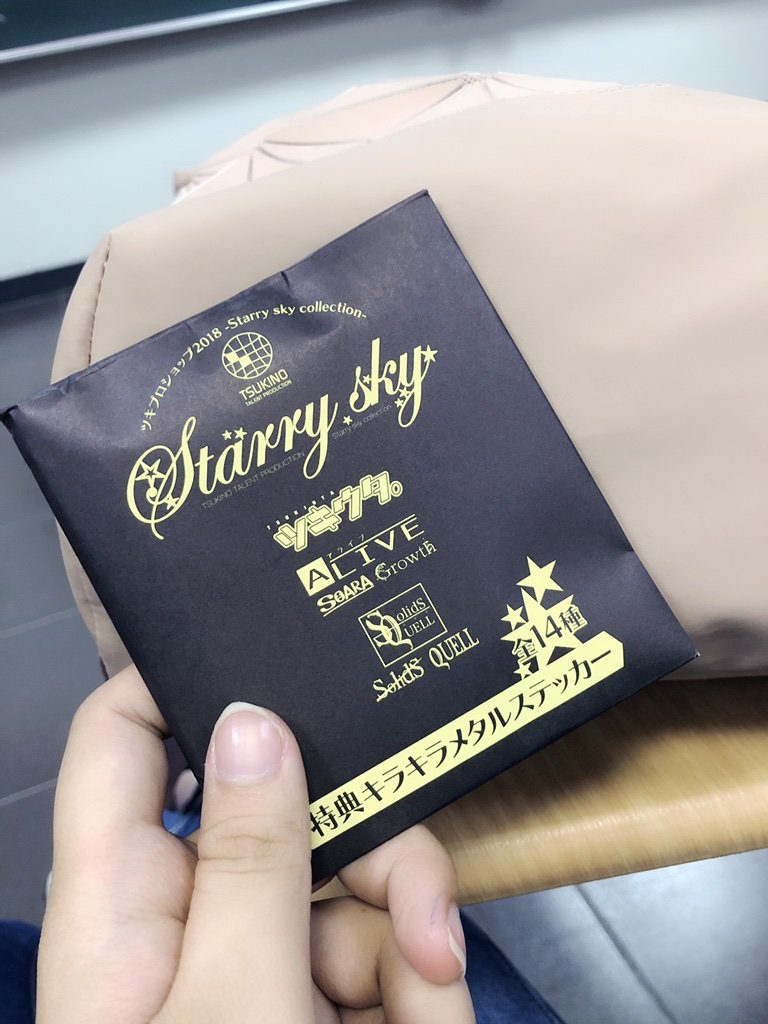 ツキプロショップ2018 -Starry sky collection-
TSUKINO
TALENT PRODUCTION
Starry sky
TSUKINO TALENT PRODUCTION
Starry sky collection
TSUKIUTA
ツキウタ。
アライブ
ALIVE
SOARA Growth
SolidS
QUELL
SolidS QUELL
全14種
特典キラキラメタルステッカー